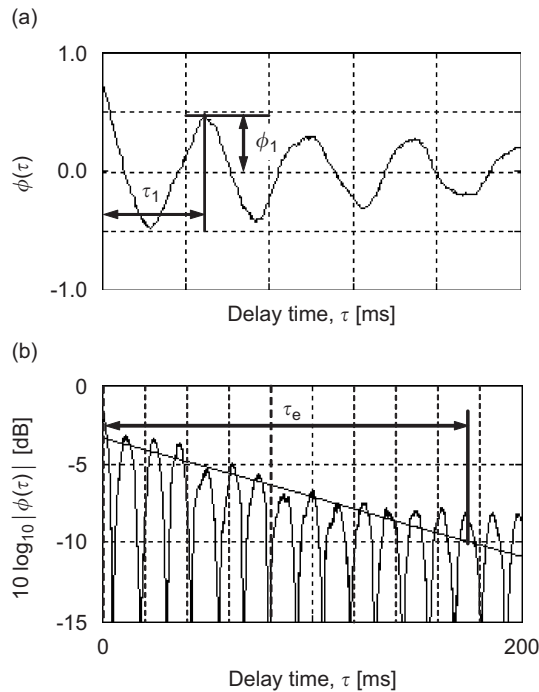 (a)
1.0
0.0
-1.0
ϕ(τ)
ϕ1
τ1
Delay time, τ [ms]
(b)
0
-5
-10
-15
10 log10|ϕ(τ)| [dB]
τe
0
200
Delay time, τ [ms]